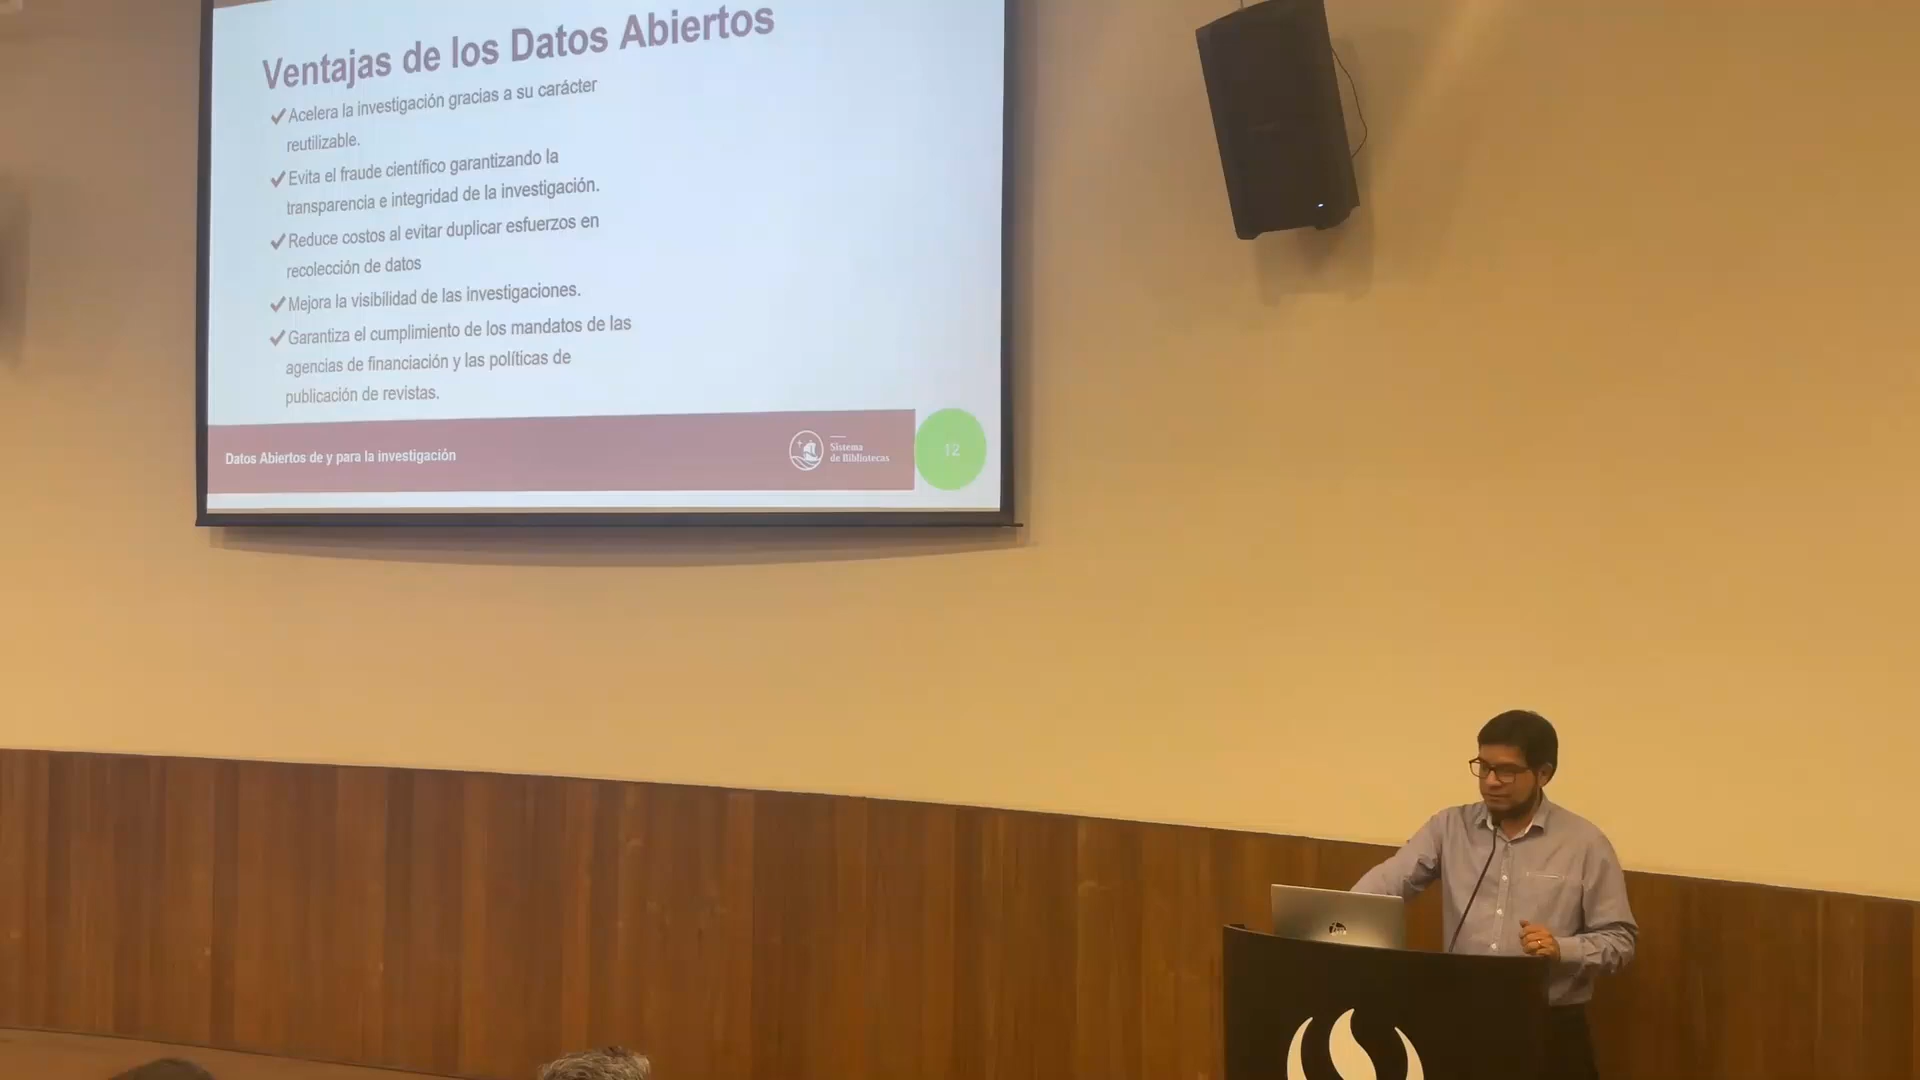 Ventajas de los Datos Abiertos
✓Acelera la investigación gracias a su carácter
reutilizable.
✓Evita el fraude científico garantizando la
transparencia e integridad de la investigación.
✓Reduce costos al evitar duplicar esfuerzos en
recolección de datos
✓Mejora la visibilidad de las investigaciones.
✓Garantiza el cumplimiento de los mandatos de las
agencias de financiación y las políticas de
publicación de revistas.
Datos Abiertos de y para la investigación
Sistema
de Bibliotecas
12
hp